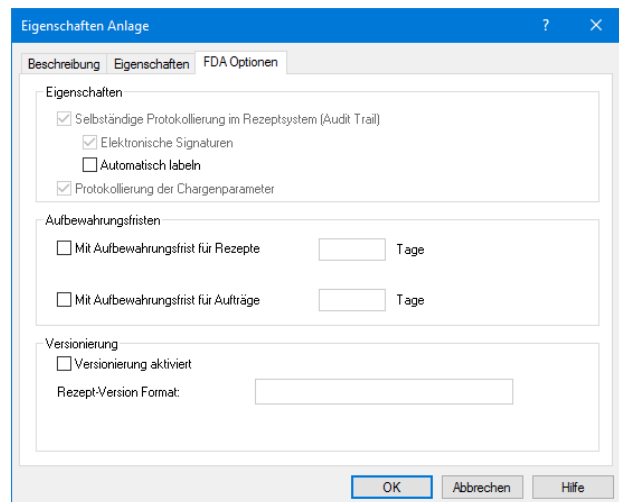 Eigenschaften Anlage
Beschreibung Eigenschaften FDA Optionen
Eigenschaften
Selbständige Protokollierung im Rezeptsystem (Audit Trail)
Elektronische Signaturen
Automatisch labeln
Protokollierung der Chargenparameter
Aufbewahrungsfristen
Mit Aufbewahrungsfrist für Rezepte Tage
Mit Aufbewahrungsfrist für Aufträge Tage
Versionierung
Versionierung aktiviert
Rezept-Version Format:
OK Abbrechen Hilfe